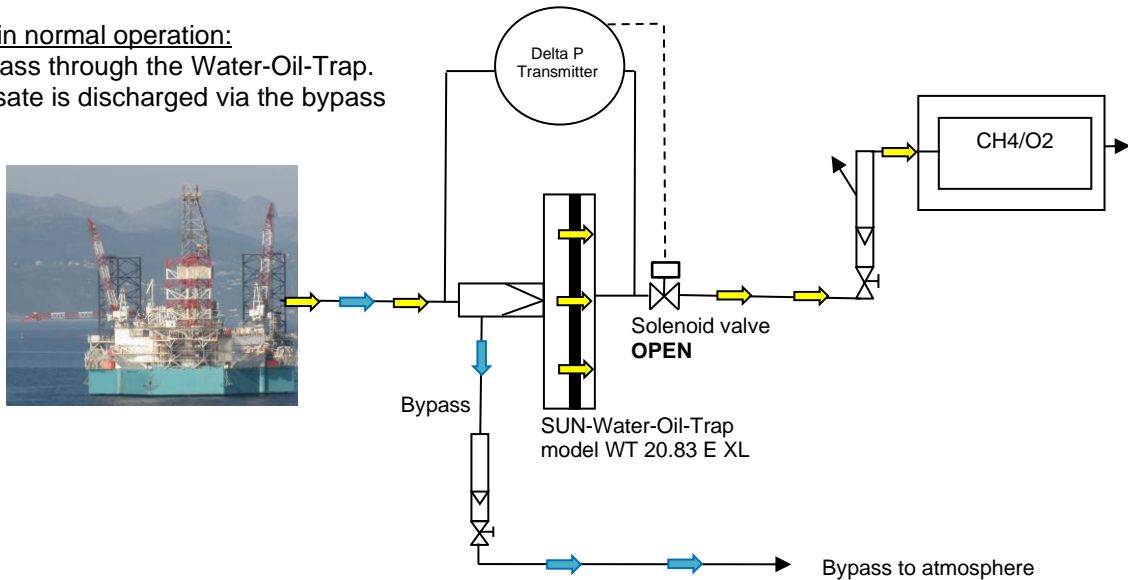 in normal operation:
ass through the Water-Oil-Trap.
sate is discharged via the bypass
Delta P
Transmitter
CH4/O2
Solenoid valve
OPEN
Bypass
SUN-Water-Oil-Trap
model WT 20.83 E XL
Bypass to atmosphere